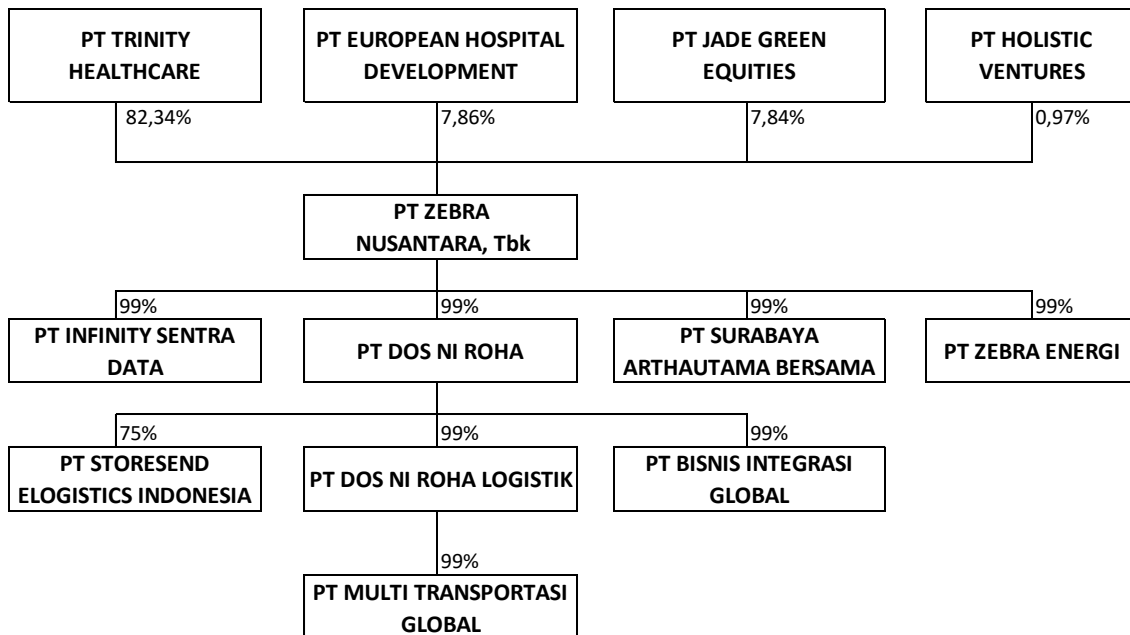 PT TRINITY
HEALTHCARE
PT EUROPEAN HOSPITAL
DEVELOPMENT
PT JADE GREEN
EQUITIES
PT HOLISTIC
VENTURES
82,34%
7,86%
7,84%
0,97%
PT ZEBRA
NUSANTARA, Tbk
99%
99%
99%
99%
PT INFINITY SENTRA
DATA
PT DOS NI ROHA
PT SURABAYA
ARTHAUTAMA BERSAMA
PT ZEBRA ENERGI
75%
99%
99%
PT STORESEND
ELOGISTICS INDONESIA
PT DOS NI ROHA LOGISTIK
PT BISNIS INTEGRASI
GLOBAL
99%
PT MULTI TRANSPORTASI
GLOBAL